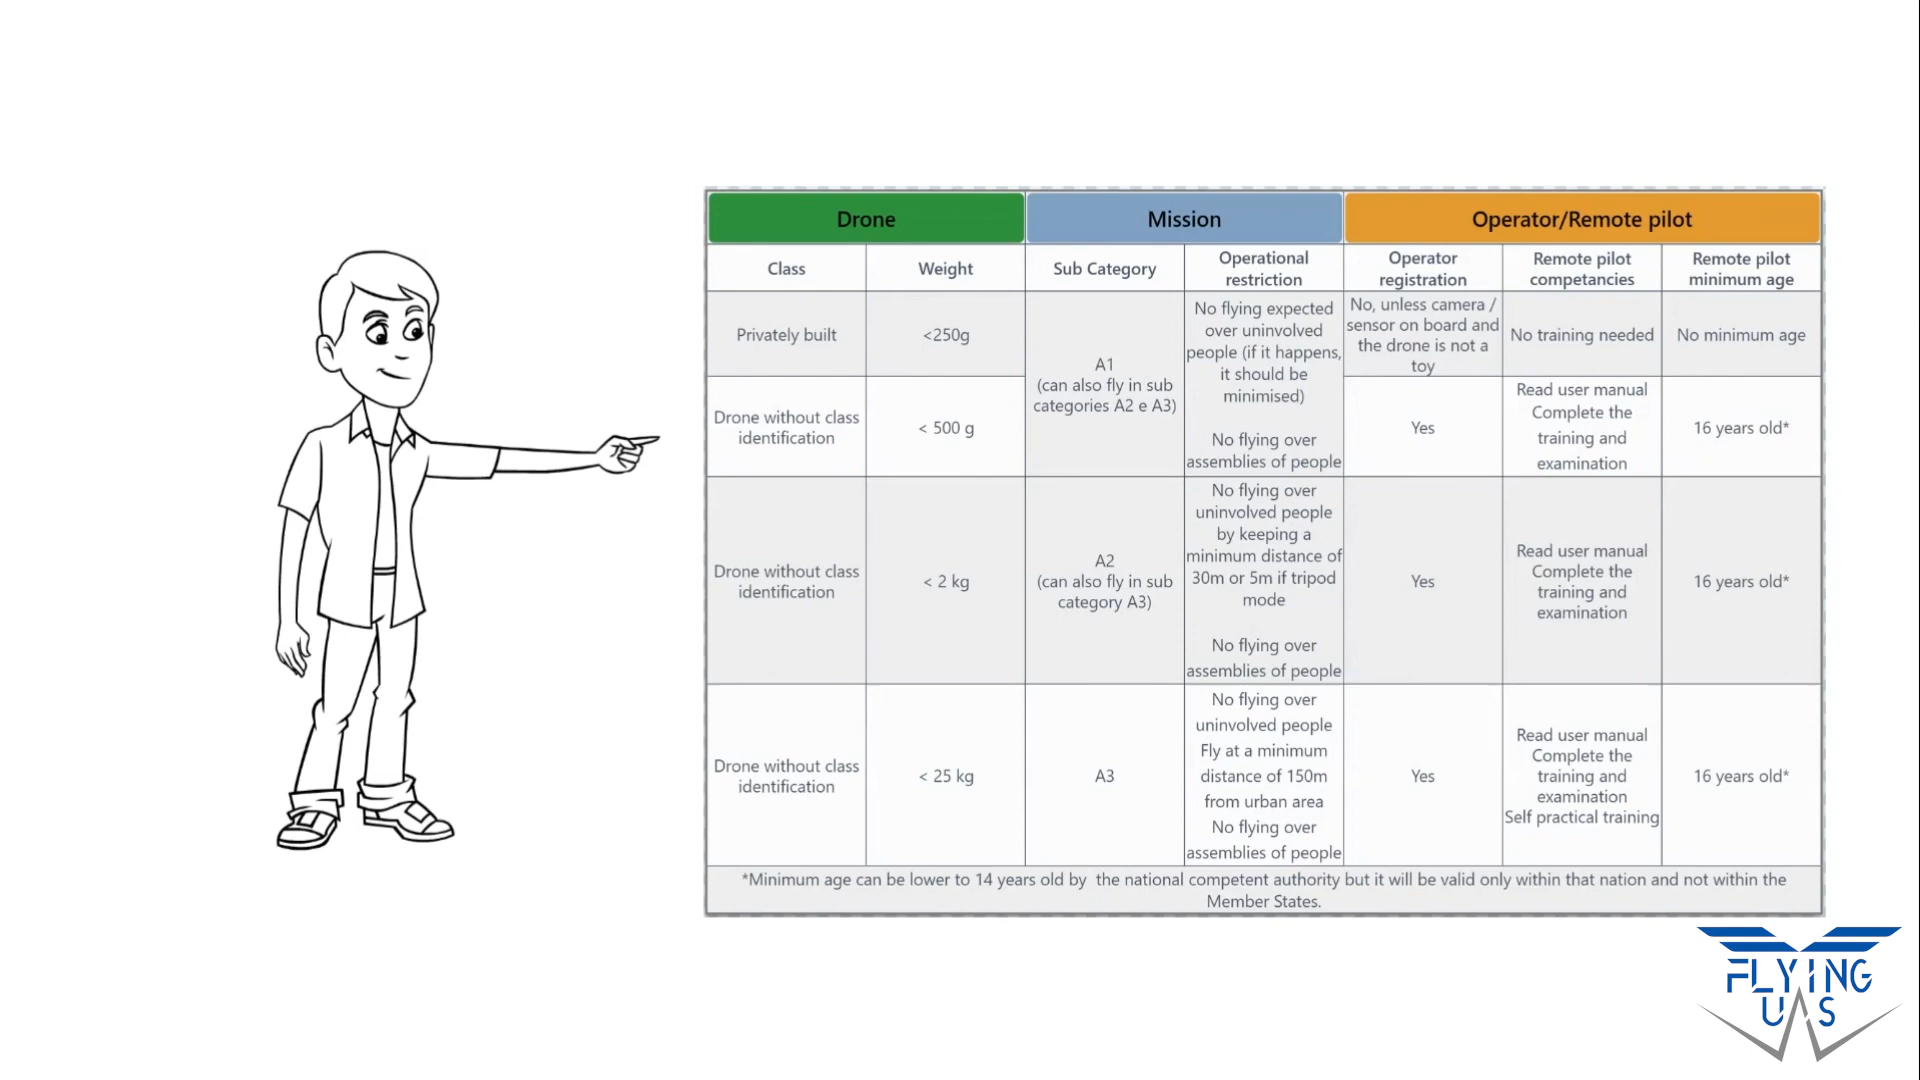 Drone
Mission
Operator/Remote pilot
Class
Weight
Sub Category
Operational
restriction
Operator
registration
Remote pilot
competancies
Remote pilot
minimum age
Privately built
<250g
A1
(can also fly in sub
categories A2 e A3)
No flying expected
over uninvolved
people (if it happens,
it should be
minimised)
No flying over
assemblies of people
No, unless camera /
sensor on board and
the drone is not a
toy
No training needed
No minimum age
Drone without class
identification
< 500 g
Yes
Read user manual
Complete the
training and
examination
16 years old*
Drone without class
identification
< 2 kg
A2
(can also fly in sub
category A3)
No flying over
uninvolved people
by keeping a
minimum distance of
30m or 5m if tripod
mode
No flying over
assemblies of people
Yes
Read user manual
Complete the
training and
examination
16 years old*
Drone without class
identification
< 25 kg
A3
No flying over
uninvolved people
Fly at a minimum
distance of 150m
from urban area
No flying over
assemblies of people
Yes
Read user manual
Complete the
training and
examination
Self practical training
16 years old*
*Minimum age can be lower to 14 years old by  the national competent authority but it will be valid only within that nation and not within the
Member States.
FLYING
UAS